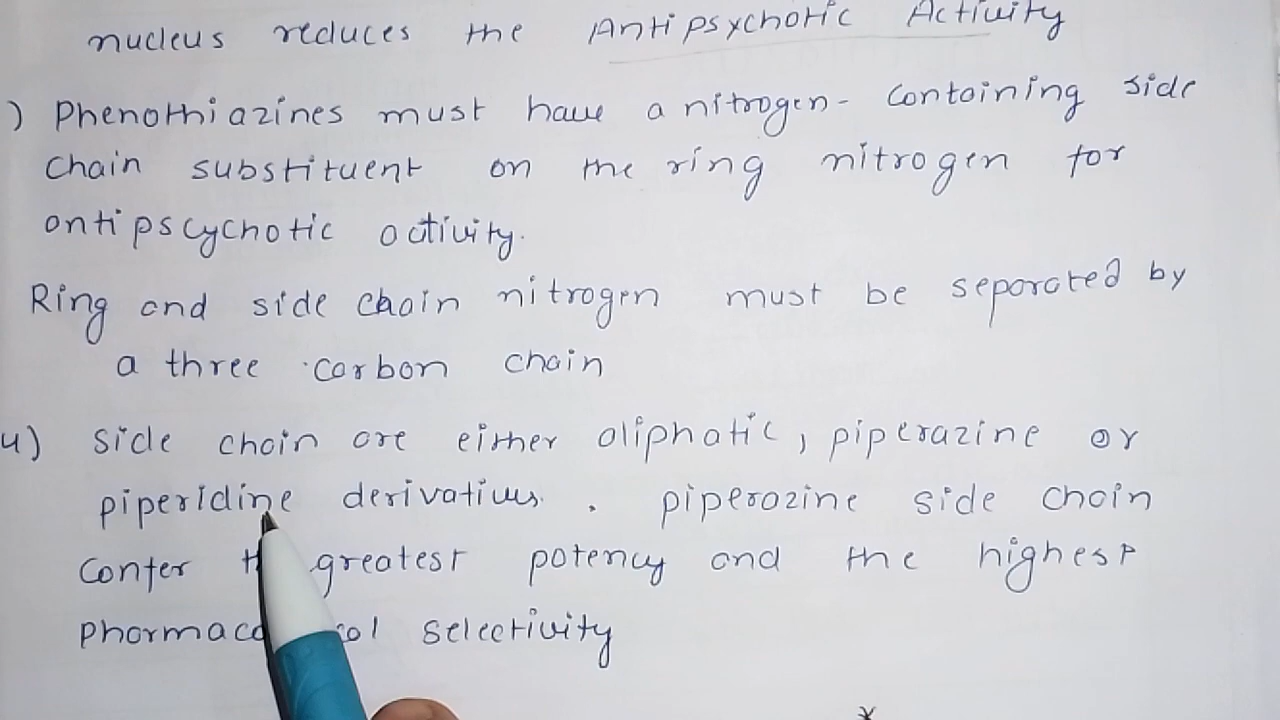 nucleus reduces the Antipsychotic Activity
) Phenothiazines must have a nitrogen- containing side
chain substituent on the ring nitrogen for
antipscychotic activity.
Ring and side chain nitrogen must be separated by
a three carbon chain
4) side chain are either aliphatic, piperazine or
piperidine derivatives. piperazine side chain
Confer greatest potency and the highest
selectivity